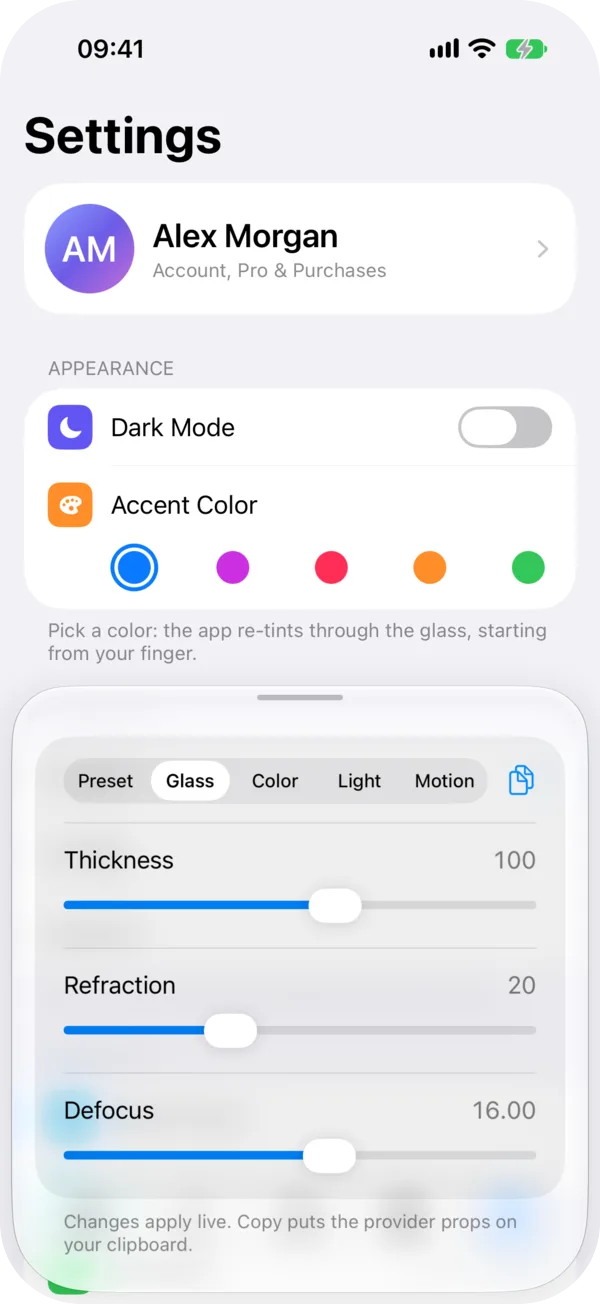 09:41
Settings
AM
Alex Morgan
Account, Pro & Purchases
APPEARANCE
Dark Mode
Accent Color
Pick a color: the app re-tints through the glass, starting
from your finger.
Preset Glass Color Light Motion
Thickness 100
Refraction 20
Defocus 16.00
Changes apply live. Copy puts the provider props on
your clipboard.